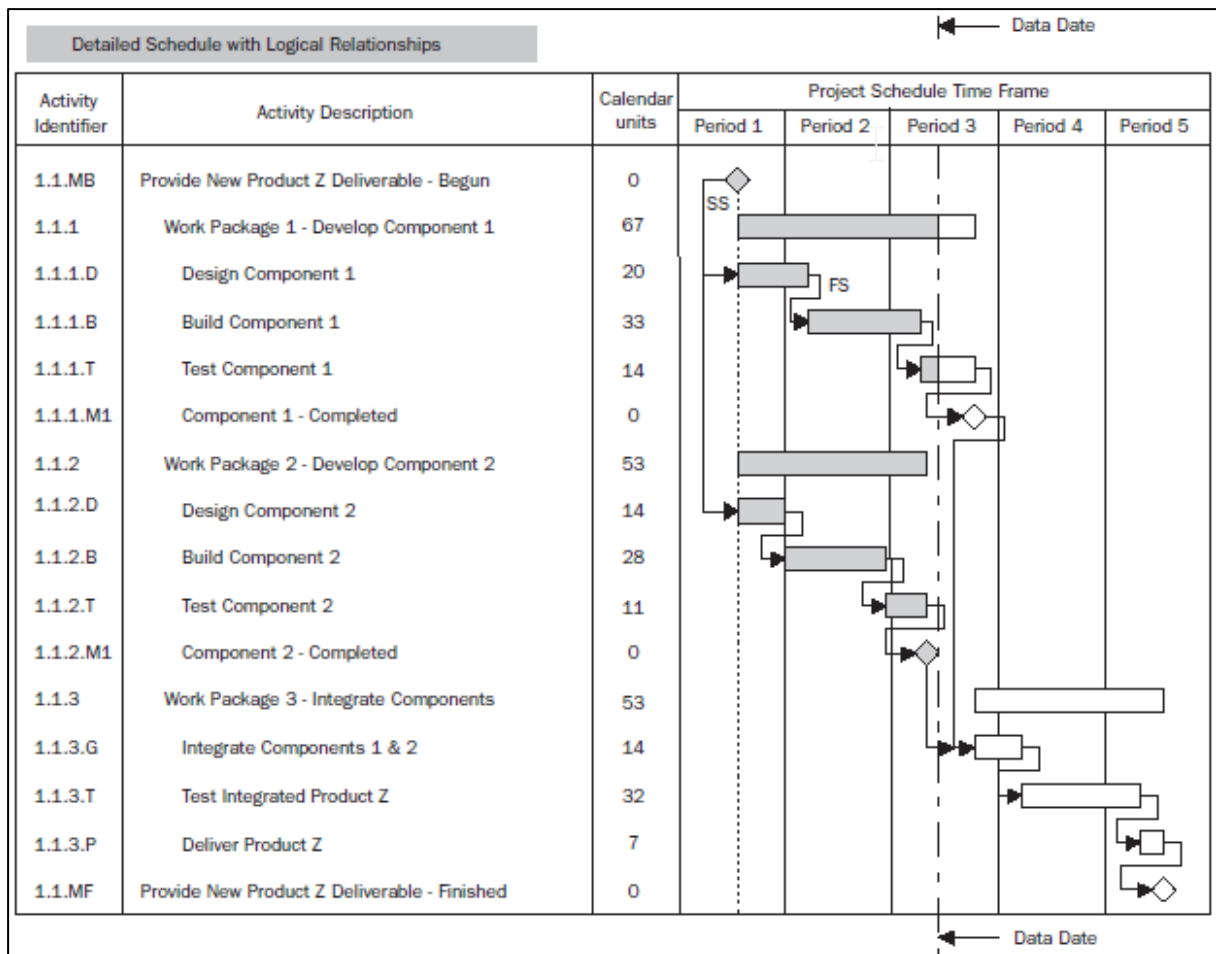 Data Date
Detailed Schedule with Logical Relationships
Activity Identifier Activity Description Calendar units Project Schedule Time Frame
Period 1 Period 2 Period 3 Period 4 Period 5
1.1.MB Provide New Product Z Deliverable - Begun 0
SS
1.1.1 Work Package 1 - Develop Component 1 67
1.1.1.D Design Component 1 20
FS
1.1.1.B Build Component 1 33
1.1.1.T Test Component 1 14
1.1.1.M1 Component 1 - Completed 0
1.1.2 Work Package 2 - Develop Component 2 53
1.1.2.D Design Component 2 14
1.1.2.B Build Component 2 28
1.1.2.T Test Component 2 11
1.1.2.M1 Component 2 - Completed 0
1.1.3 Work Package 3 - Integrate Components 53
1.1.3.G Integrate Components 1 & 2 14
1.1.3.T Test Integrated Product Z 32
1.1.3.P Deliver Product Z 7
1.1.MF Provide New Product Z Deliverable - Finished 0
Data Date